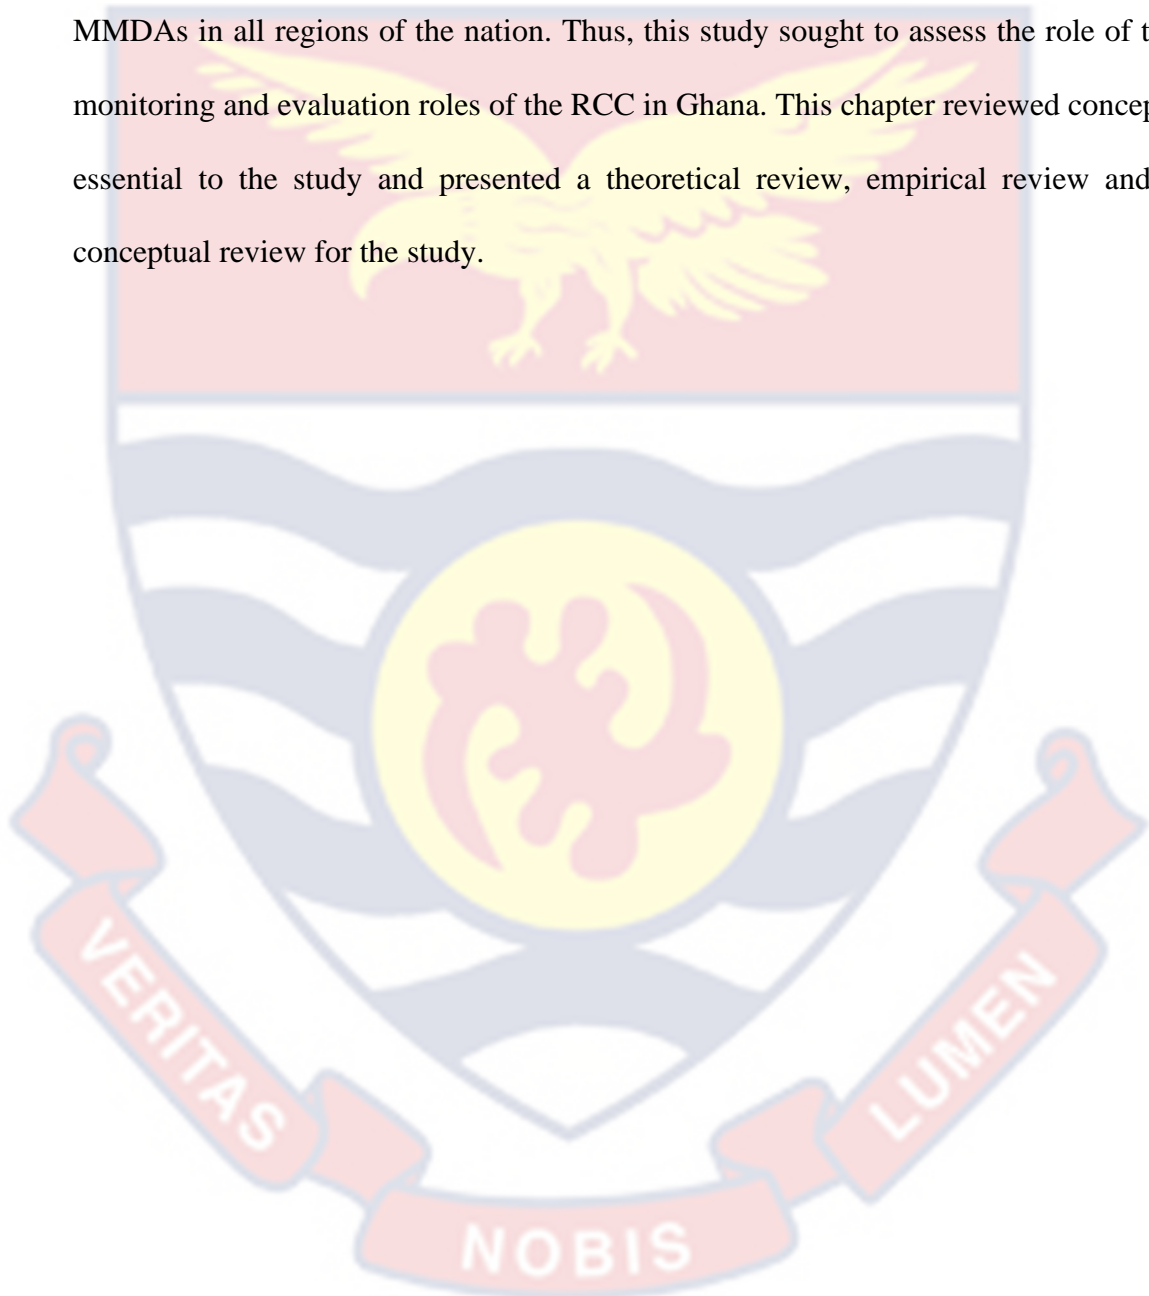 MMDAs in all regions of the nation. Thus, this study sought to assess the role of
monitoring and evaluation roles of the RCC in Ghana. This chapter reviewed
essential to the study and presented a theoretical review, empirical review and
conceptual review for the study.
VERITAS
NOBIS
LUMEN